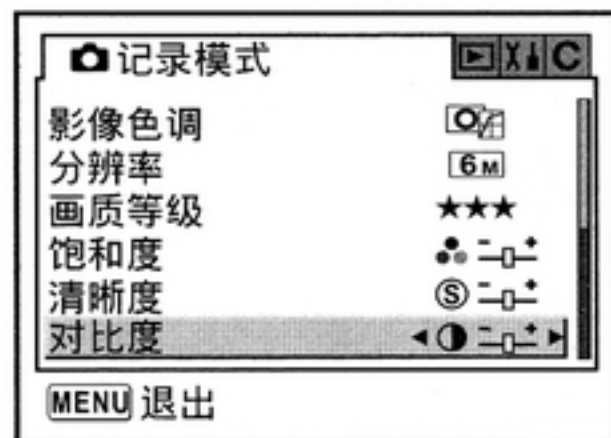 记录模式 C
影像色调
分辨率 6M
画质等级 ★★★
饱和度 - +
清晰度 S - +
对比度 - +
MENU 退出